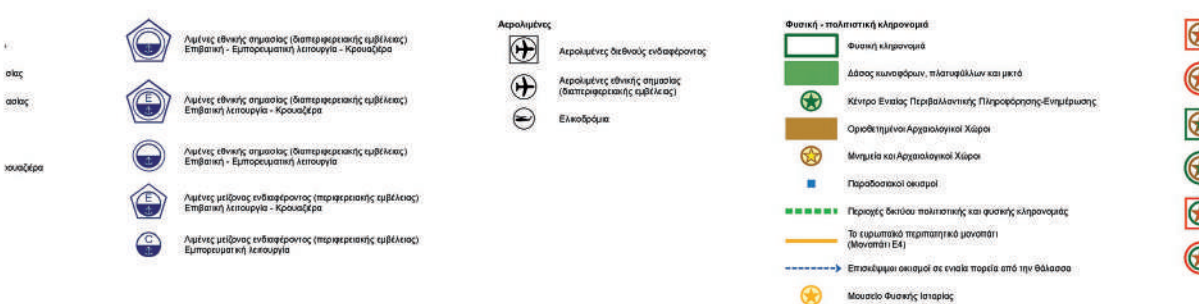 σίας
ασίας
ρουαζιέρα
Λιμένες εθνικής σημασίας (διαπεριφερειακής εμβέλειας)
Επιβατική - Εμπορευματική λειτουργία - Κρουαζιέρα
E
Λιμένες εθνικής σημασίας (διαπεριφερειακής εμβέλειας)
Επιβατική λειτουργία - Κρουαζιέρα
Λιμένες εθνικής σημασίας (διαπεριφερειακής εμβέλειας)
Επιβατική - Εμπορευματική λειτουργία
E
Λιμένες μείζονος ενδιαφέροντος (περιφερειακής εμβέλειας)
Επιβατική λειτουργία - Κρουαζιέρα
C
Λιμένες μείζονος ενδιαφέροντος (περιφερειακής εμβέλειας)
Εμπορευματική λειτουργία
Αερολιμένες
Αερολιμένες διεθνούς ενδιαφέροντος
Αερολιμένες εθνικής σημασίας
(διαπεριφερειακής εμβέλειας)
Ελικοδρόμια
Φυσική - πολιτιστική κληρονομιά
Φυσική κληρονομιά
Δάσος κωνοφόρων, πλατυφύλλων και μικτά
Κέντρο Ενιαίας Περιβαλλοντικής Πληροφόρησης-Ενημέρωσης
Οριοθετημένοι Αρχαιολογικοί Χώροι
Μνημεία και Αρχαιολογικοί Χώροι
Παραδοσιακοί οικισμοί
Περιοχές δικτύου πολιτιστικής και φυσικής κληρονομιάς
Το ευρωπαϊκό περιπατητικό μονοπάτι
(Μονοπάτι Ε4)
Επισκέψιμοι οικισμοί σε ενιαία πορεία από την θάλασσα
Μουσείο Φυσικής Ιστορίας